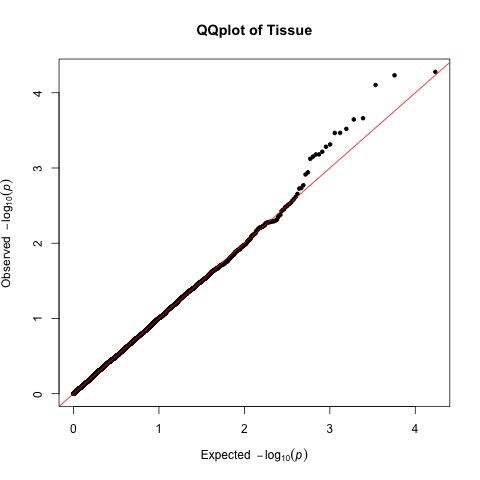 QQplot of Tissue
Observed −log₁₀(p)
4
3
2
1
0
0 1 2 3 4
Expected −log₁₀(p)